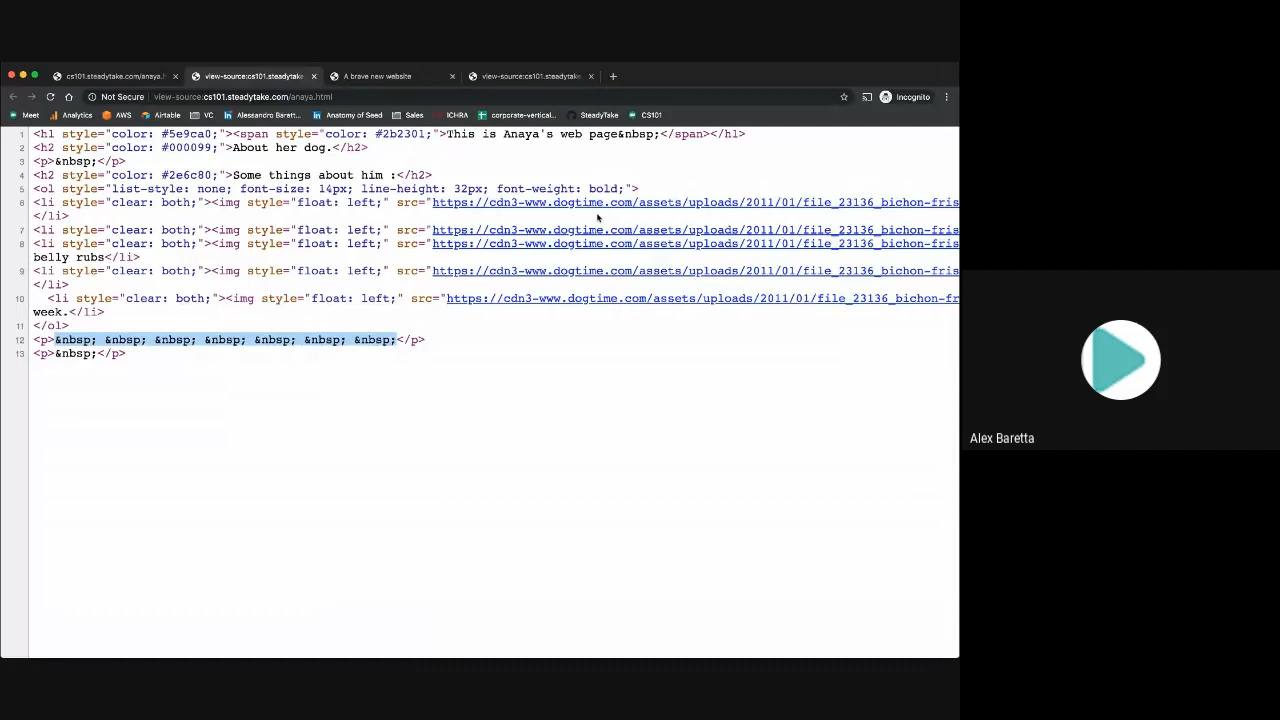 cs101.steadytake.com/anaya.h
view-source:cs101.steadytake
A brave new website
view-source:cs101.steadytake
Not Secure
view-source:cs101.steadytake.com/anaya.html
Incognito
Meet
Analytics
AWS
Airtable
VC
Alessandro Barett...
Anatomy of Seed
Sales
ICHRA
corporate-vertical...
SteadyTake
CS101
1 <h1 style="color: #5e9ca0;"><span style="color: #2b2301;">This is Anaya's web page&nbsp;</span></h1>
2 <h2 style="color: #000099;">About her dog.</h2>
3 <p>&nbsp;</p>
4 <h2 style="color: #2e6c80;">Some things about him :</h2>
5 <ol style="list-style: none; font-size: 14px; line-height: 32px; font-weight: bold;">
6 <li style="clear: both;"><img style="float: left;" src="https://cdn3-www.dogtime.com/assets/uploads/2011/01/file_23136_bichon-fris
</li>
7 <li style="clear: both;"><img style="float: left;" src="https://cdn3-www.dogtime.com/assets/uploads/2011/01/file_23136_bichon-fris
8 <li style="clear: both;"><img style="float: left;" src="https://cdn3-www.dogtime.com/assets/uploads/2011/01/file_23136_bichon-fris
belly rubs</li>
9 <li style="clear: both;"><img style="float: left;" src="https://cdn3-www.dogtime.com/assets/uploads/2011/01/file_23136_bichon-fris
</li>
10 <li style="clear: both;"><img style="float: left;" src="https://cdn3-www.dogtime.com/assets/uploads/2011/01/file_23136_bichon-fr
week.</li>
11 </ol>
12 <p>&nbsp; &nbsp; &nbsp; &nbsp; &nbsp; &nbsp; &nbsp;</p>
13 <p>&nbsp;</p>
Alex Baretta